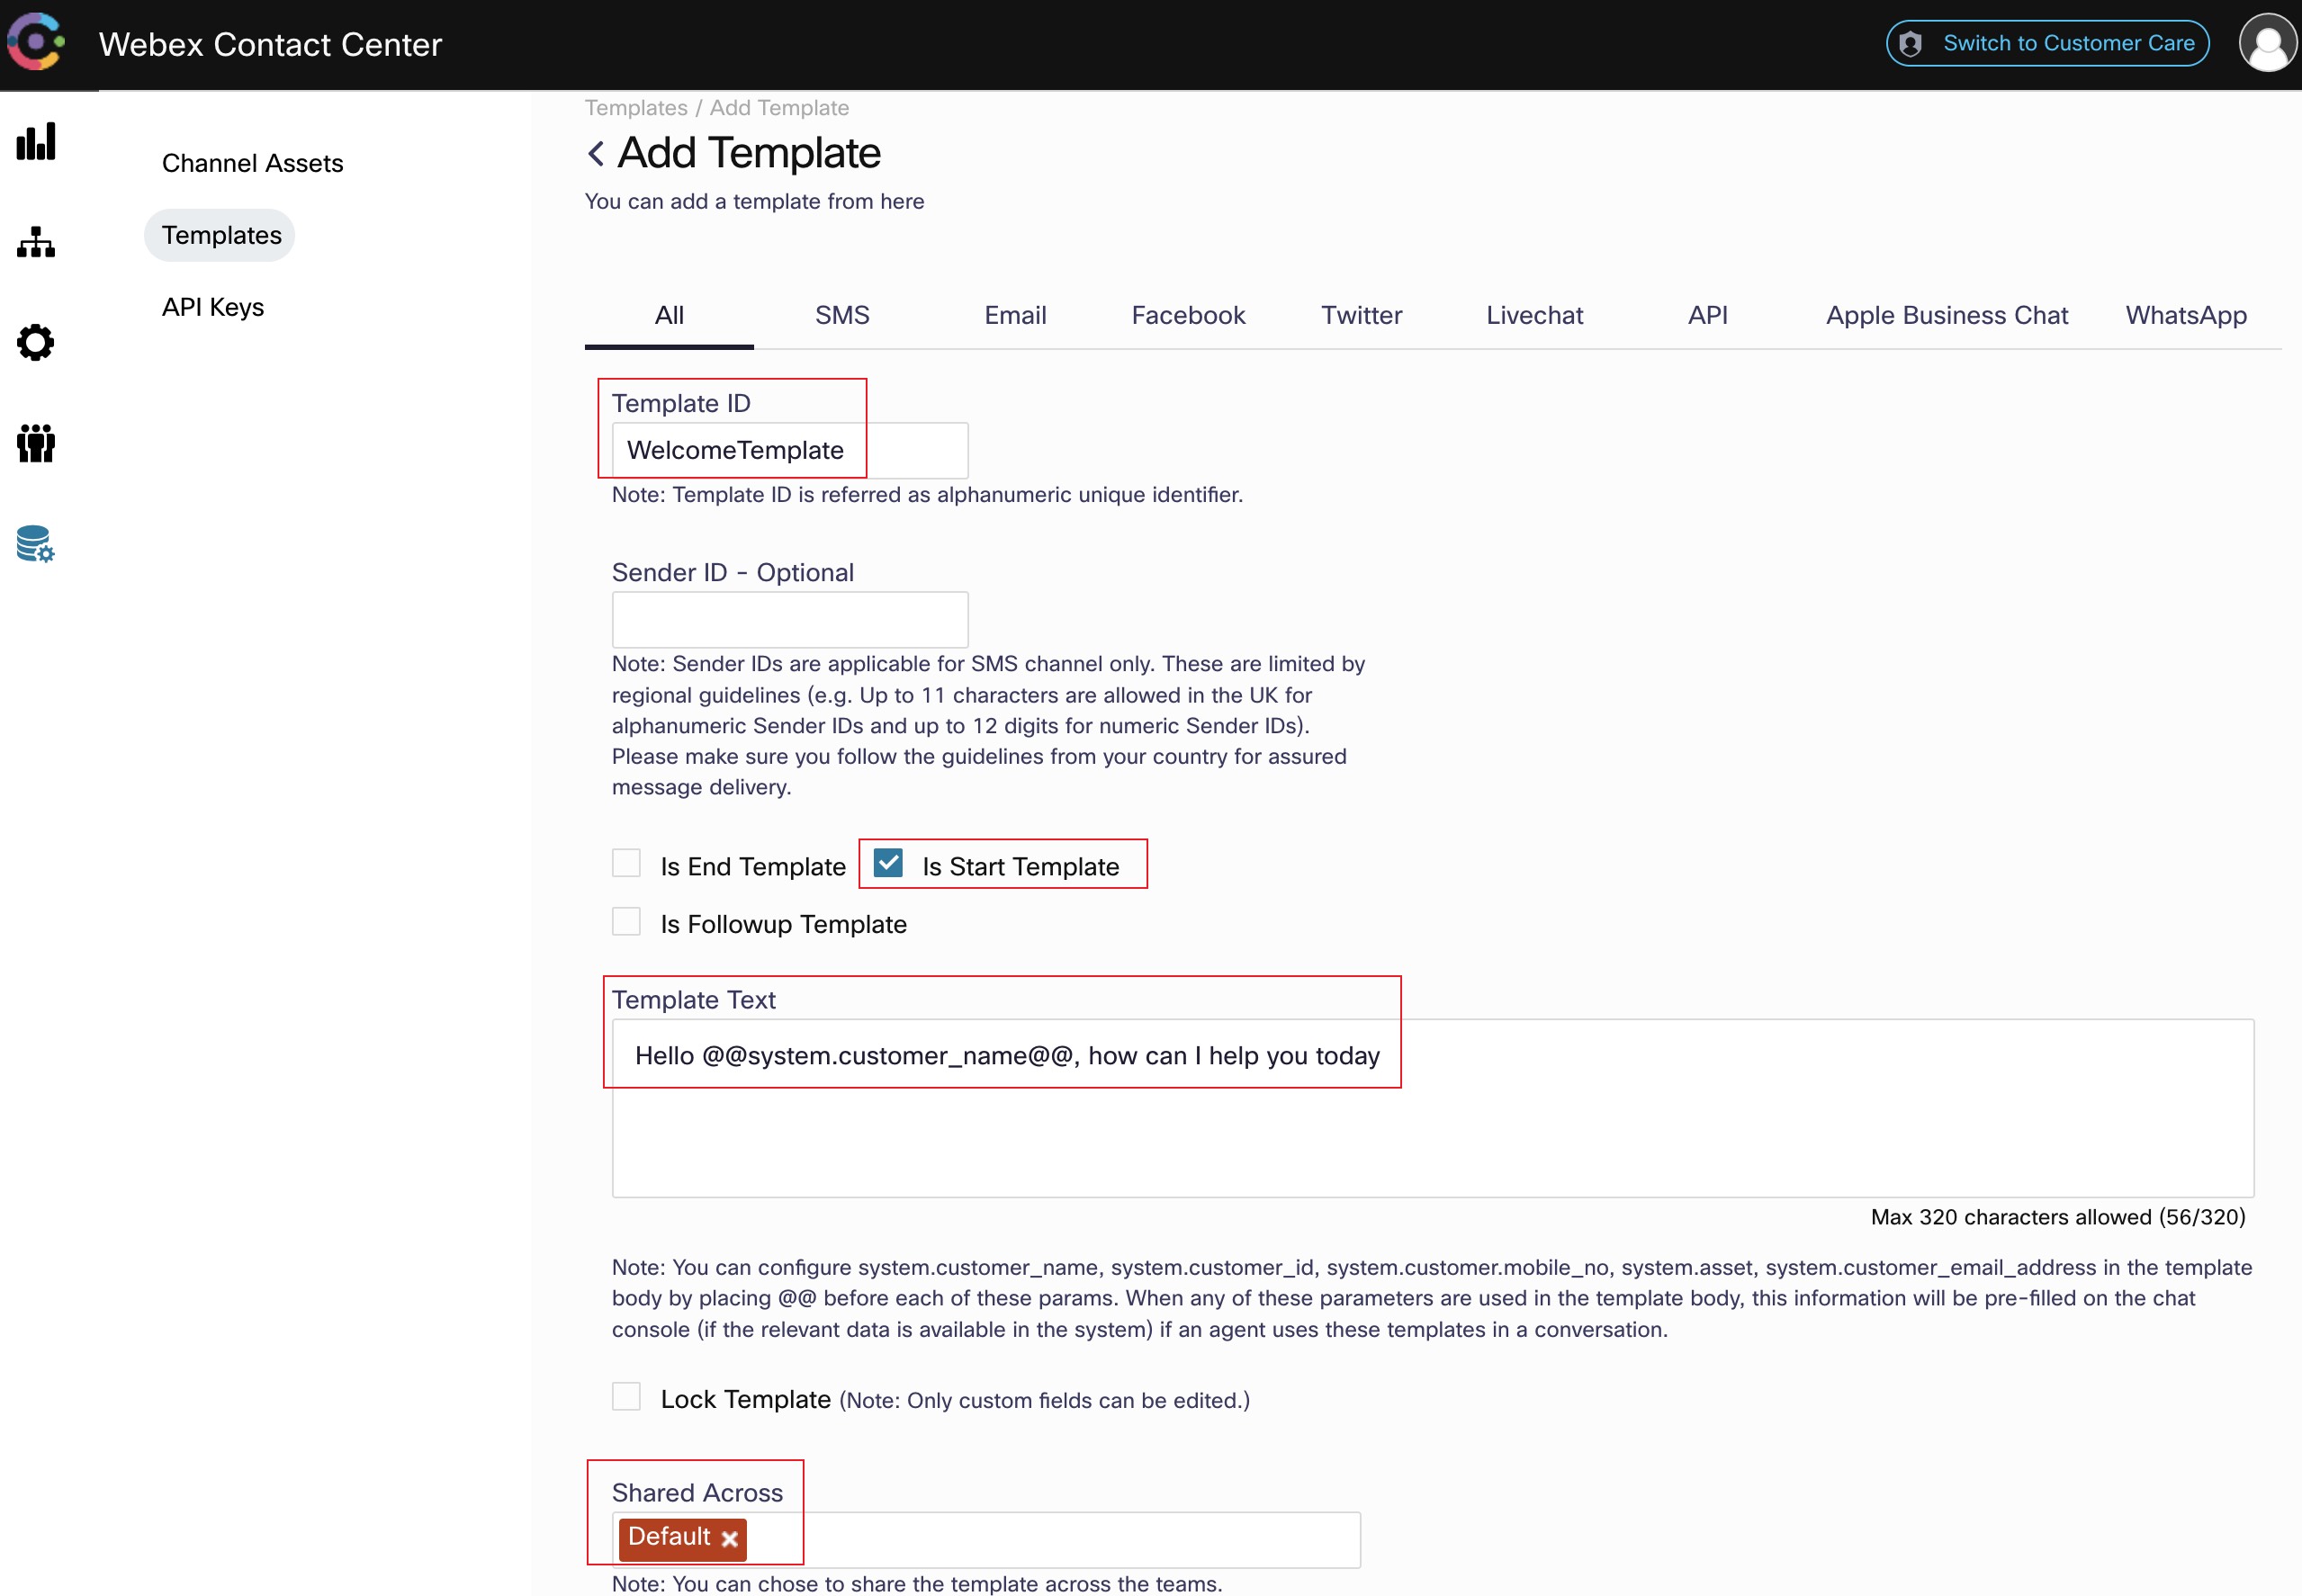 Webex Contact Center
Switch to Customer Care
Channel Assets
Templates
API Keys
Templates / Add Template
Add Template
You can add a template from here
All SMS Email Facebook Twitter Livechat API Apple Business Chat WhatsApp
Template ID
WelcomeTemplate
Note: Template ID is referred as alphanumeric unique identifier.
Sender ID - Optional
Note: Sender IDs are applicable for SMS channel only. These are limited by
regional guidelines (e.g. Up to 11 characters are allowed in the UK for
alphanumeric Sender IDs and up to 12 digits for numeric Sender IDs).
Please make sure you follow the guidelines from your country for assured
message delivery.
Is End Template Is Start Template
Is Followup Template
Template Text
Hello @@system.customer_name@@, how can I help you today
Max 320 characters allowed (56/320)
Note: You can configure system.customer_name, system.customer_id, system.customer.mobile_no, system.asset, system.customer_email_address in the template
body by placing @@ before each of these params. When any of these parameters are used in the template body, this information will be pre-filled on the chat
console (if the relevant data is available in the system) if an agent uses these templates in a conversation.
Lock Template (Note: Only custom fields can be edited.)
Shared Across
Default
Note: You can chose to share the template across the teams.